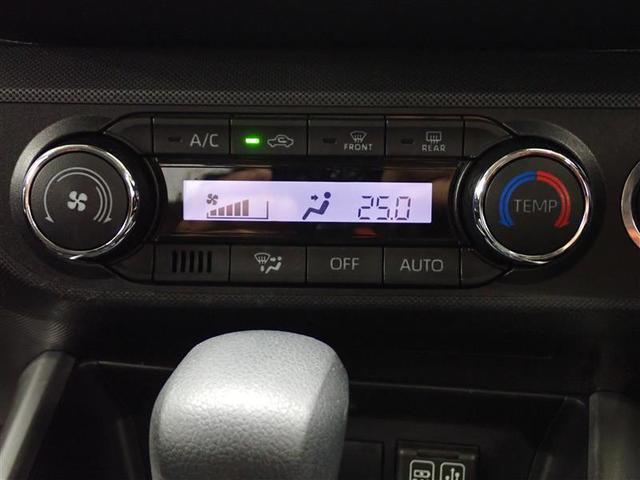 A/C
FRONT
REAR
25.0
TEMP
OFF
AUTO